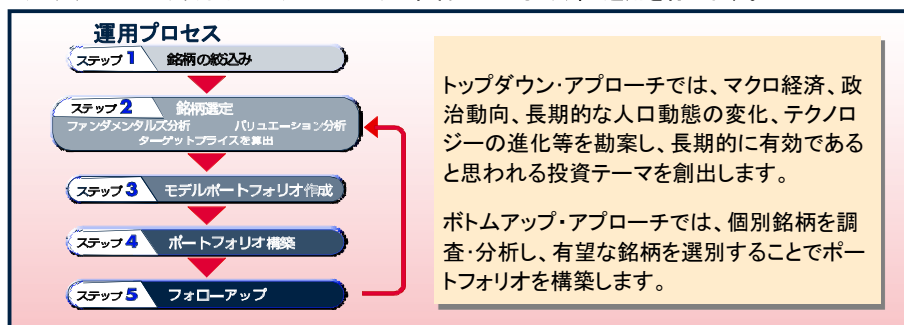 運用プロセス
ステップ1 銘柄の絞込み
ステップ2 銘柄選定
ファンダメンタルズ分析 バリュエーション分析
ターゲットプライスを算出
ステップ3 モデルポートフォリオ作成
ステップ4 ポートフォリオ構築
ステップ5 フォローアップ
トップダウン・アプローチでは、マクロ経済、政
治動向、長期的な人口動態の変化、テクノロ
ジーの進化等を勘案し、長期的に有効である
と思われる投資テーマを創出します。
ボトムアップ・アプローチでは、個別銘柄を調
査・分析し、有望な銘柄を選別することでポー
トフォリオを構築します。